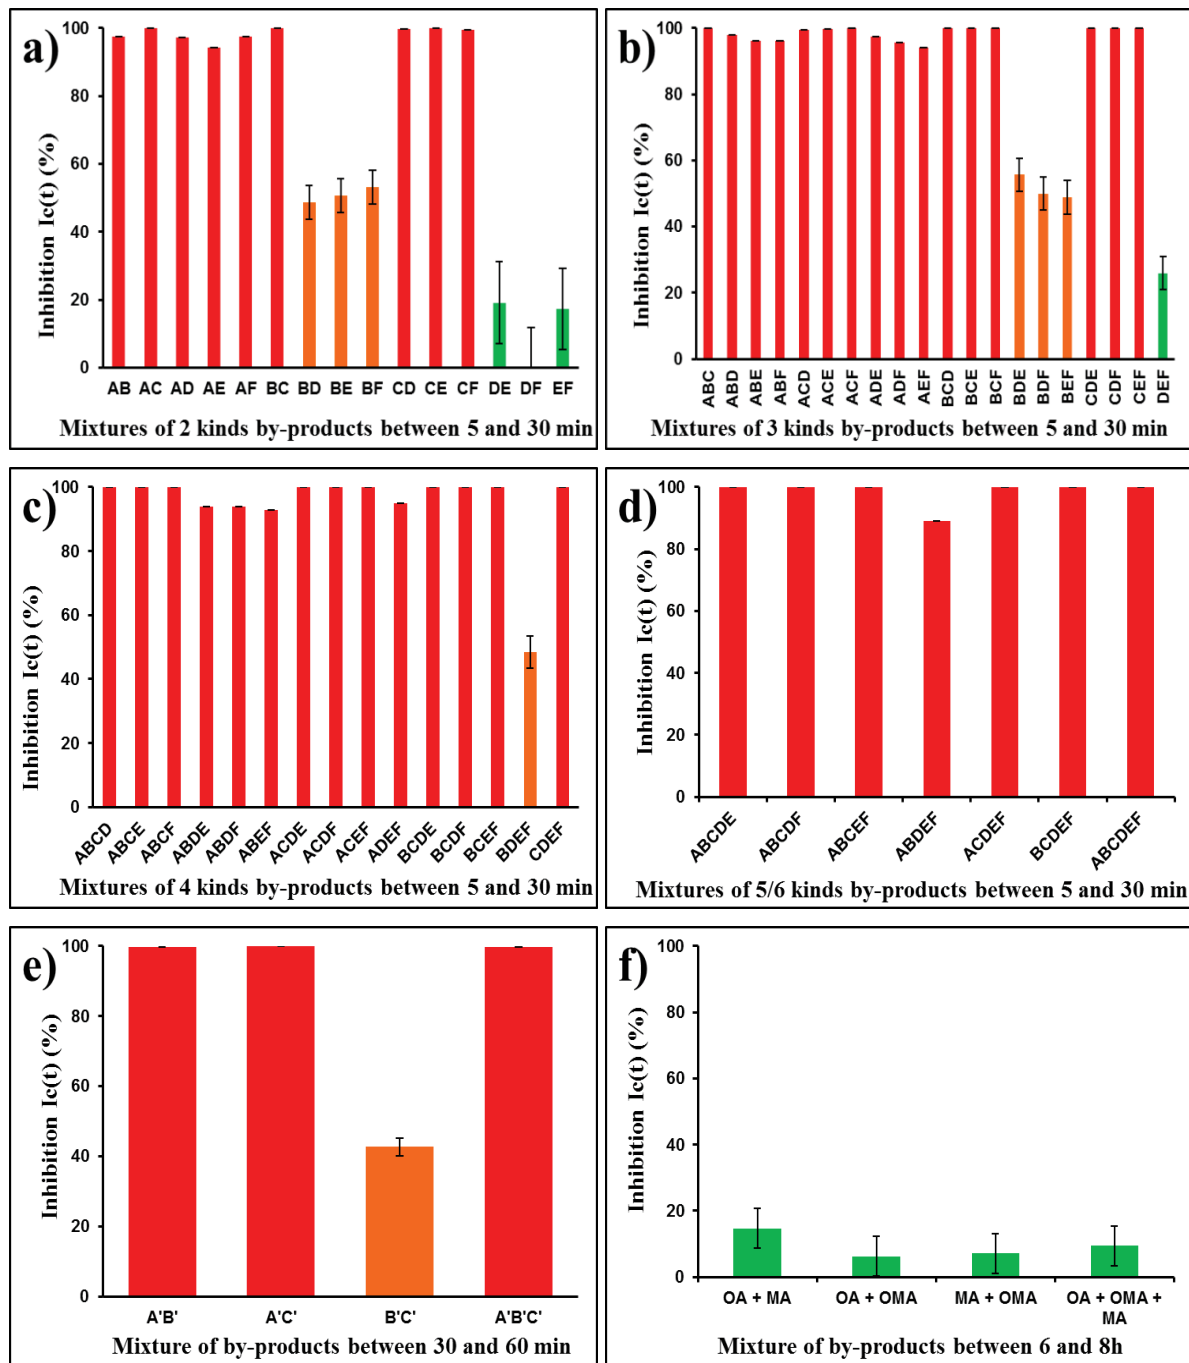 a)
Inhibition Ic(t) (%)
100
80
60
40
20
0
AB AC AD AE AF BC BD BE BF CD CE CF DE DF EF
Mixtures of 2 kinds by-products between 5 and 30 min
b)
Inhibition Ic(t) (%)
100
80
60
40
20
0
ABC ABD ABE ABF ACD ACE ACF ADE ADF AEF BCD BCE BCF BDE BDF BEF CDE CDF CEF DEF
Mixtures of 3 kinds by-products between 5 and 30 min
c)
Inhibition Ic(t) (%)
100
80
60
40
20
0
ABCD ABCE ABCF ABDE ABDF ABEF ACDE ACDF ACEF ADEF BCDE BCDF BCEF BDEF CDEF
Mixtures of 4 kinds by-products between 5 and 30 min
d)
Inhibition Ic(t) (%)
100
80
60
40
20
0
ABCDE ABCDF ABCEF ABDEF ACDEF BCDEF ABCDEF
Mixtures of 5/6 kinds by-products between 5 and 30 min
e)
Inhibition Ic(t) (%)
100
80
60
40
20
0
A'B' A'C' B'C' A'B'C'
Mixture of by-products between 30 and 60 min
f)
Inhibition Ic(t) (%)
100
80
60
40
20
0
OA + MA OA + OMA MA + OMA OA + OMA +
MA
Mixture of by-products between 6 and 8h